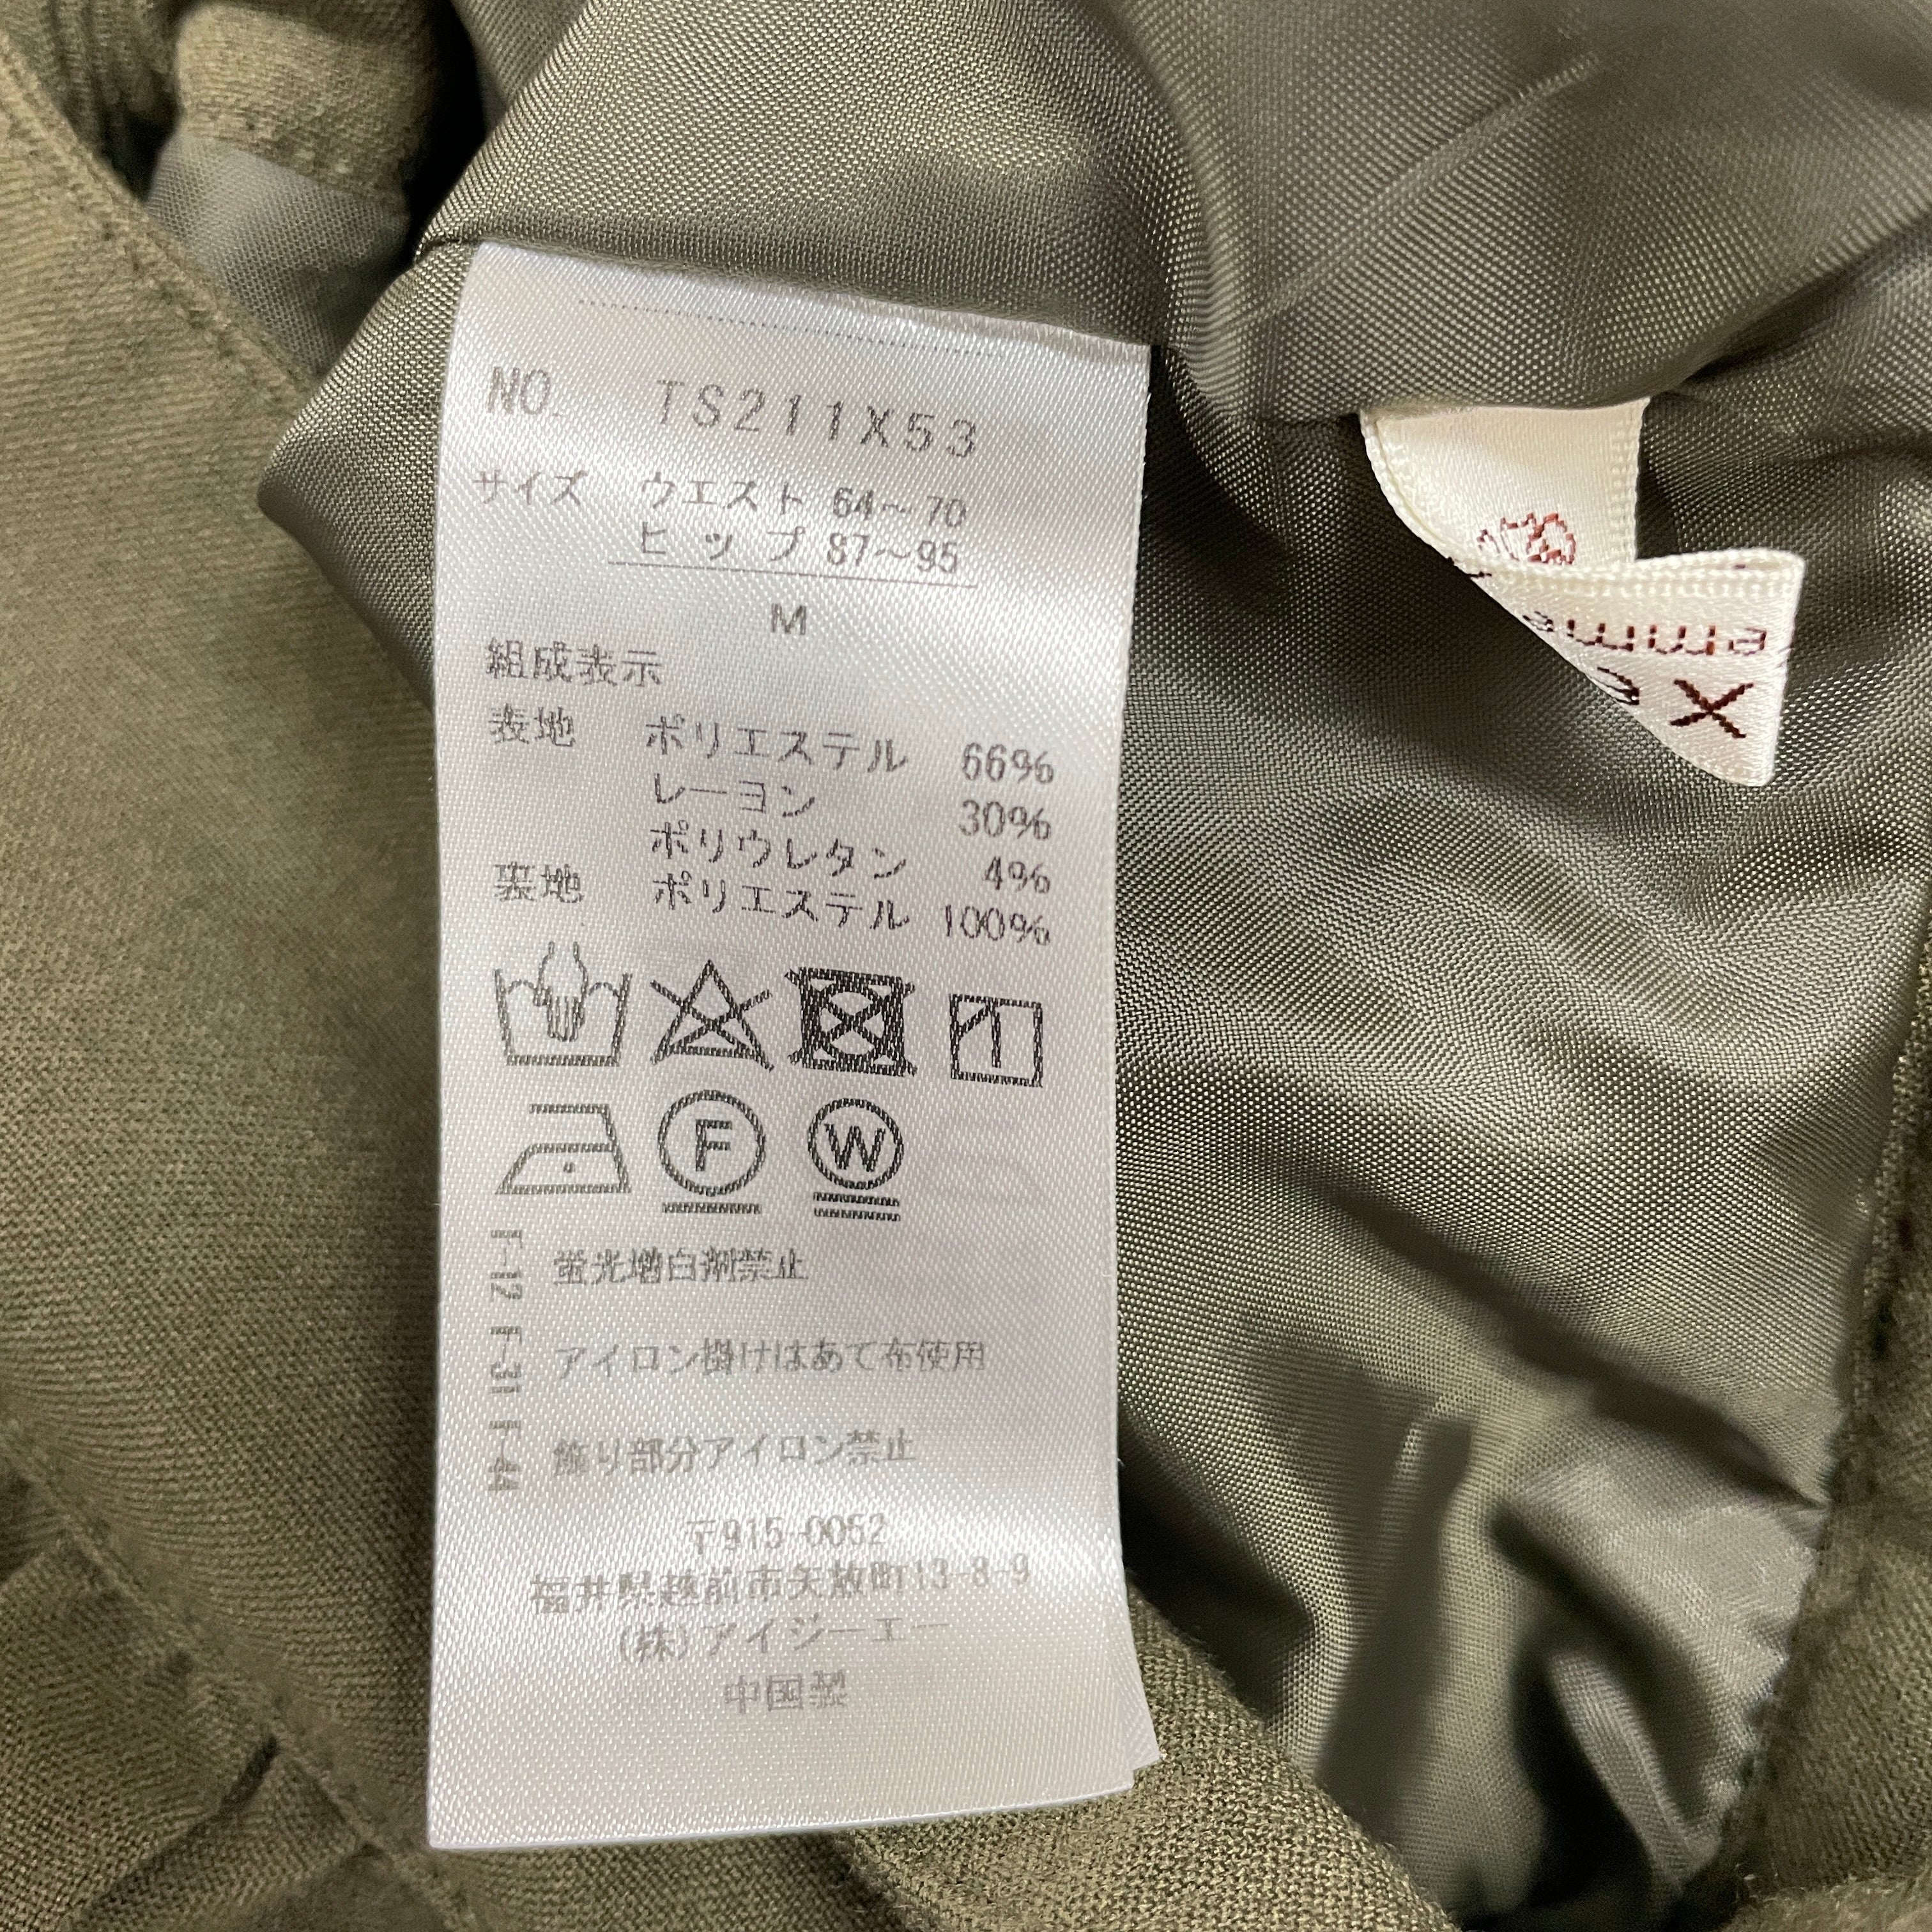 NO. TS211X53
サイズ ウエスト 64～70
ヒップ 87～95
M
組成表示
表地 ポリエステル 66%
レーヨン 30%
ポリウレタン 4%
裏地 ポリエステル 100%
1
F
W
F-12 蛍光増白剤禁止
F-31 アイロン掛けはあて布使用
F-44 飾り部分アイロン禁止
〒915-0052
福井県越前市矢放町13-8-9
(株)アイジーエー
中国製